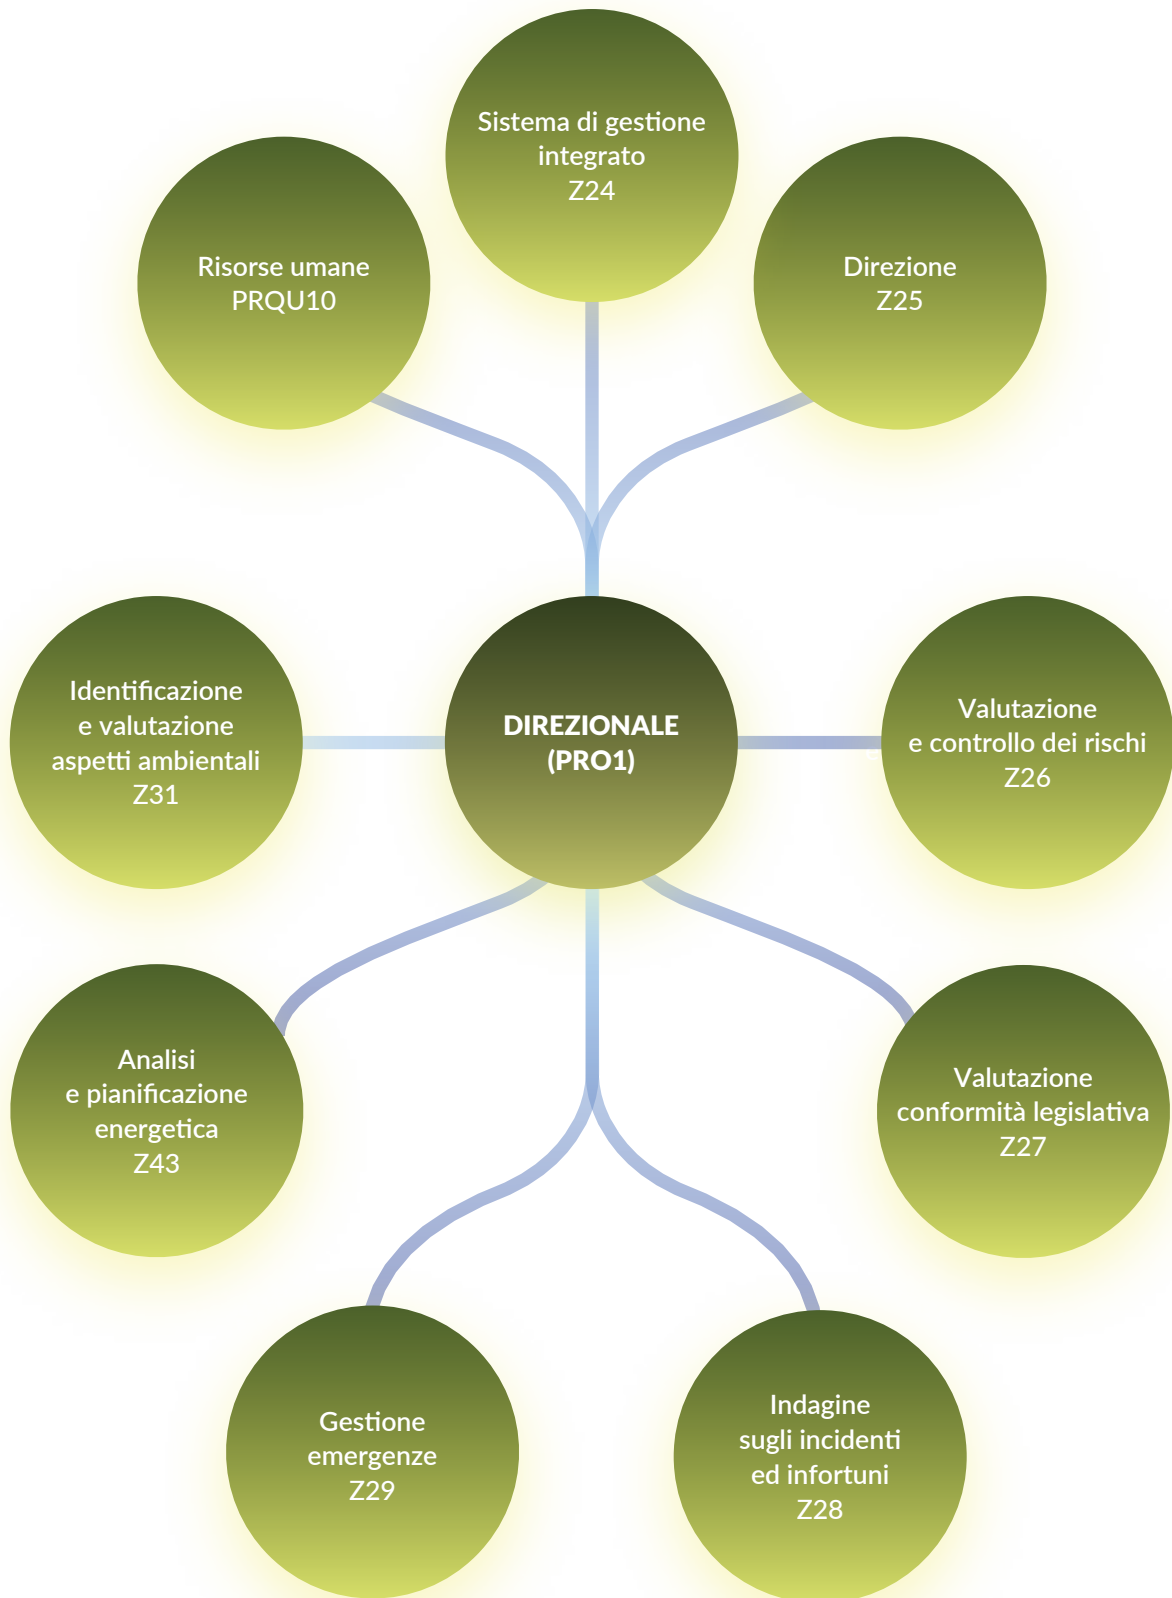 Sistema di gestione
integrato
Z24
Risorse umane
PRQU10
Direzione
Z25
Identificazione
e valutazione
aspetti ambientali
Z31
DIREZIONALE
(PRO1)
Valutazione
e controllo dei rischi
Z26
Analisi
e pianificazione
energetica
Z43
Valutazione
conformità legislativa
Z27
Gestione
emergenze
Z29
Indagine
sugli incidenti
ed infortuni
Z28